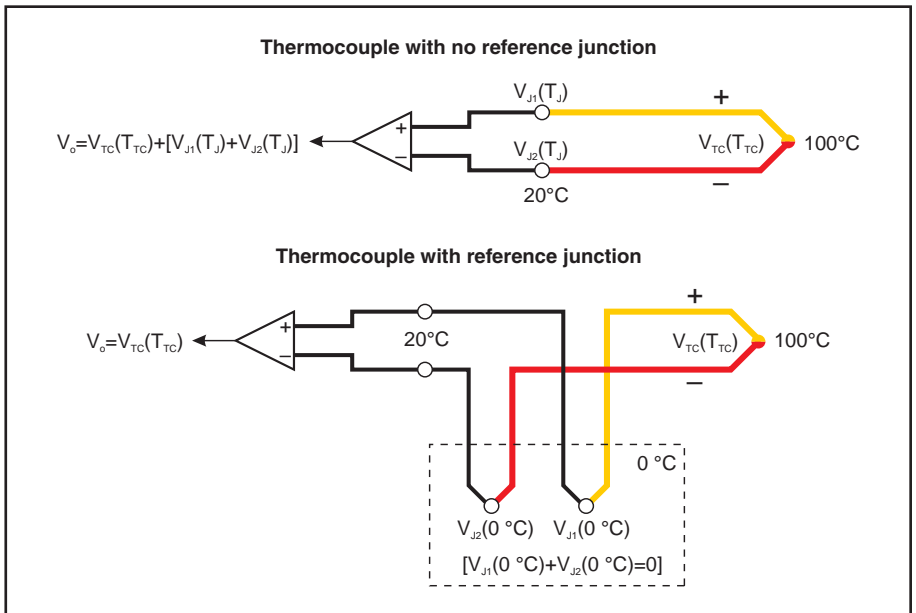 Thermocouple with no reference junction
V_J1(T_J)
+
+
V_o=V_TC(T_TC)+[V_J1(T_J)+V_J2(T_J)]
V_TC(T_TC)
100°C
−
V_J2(T_J)
−
20°C
Thermocouple with reference junction
+
+
20°C
V_o=V_TC(T_TC)
V_TC(T_TC)
100°C
−
−
0 °C
V_J2(0 °C) V_J1(0 °C)
[V_J1(0 °C)+V_J2(0 °C)=0]